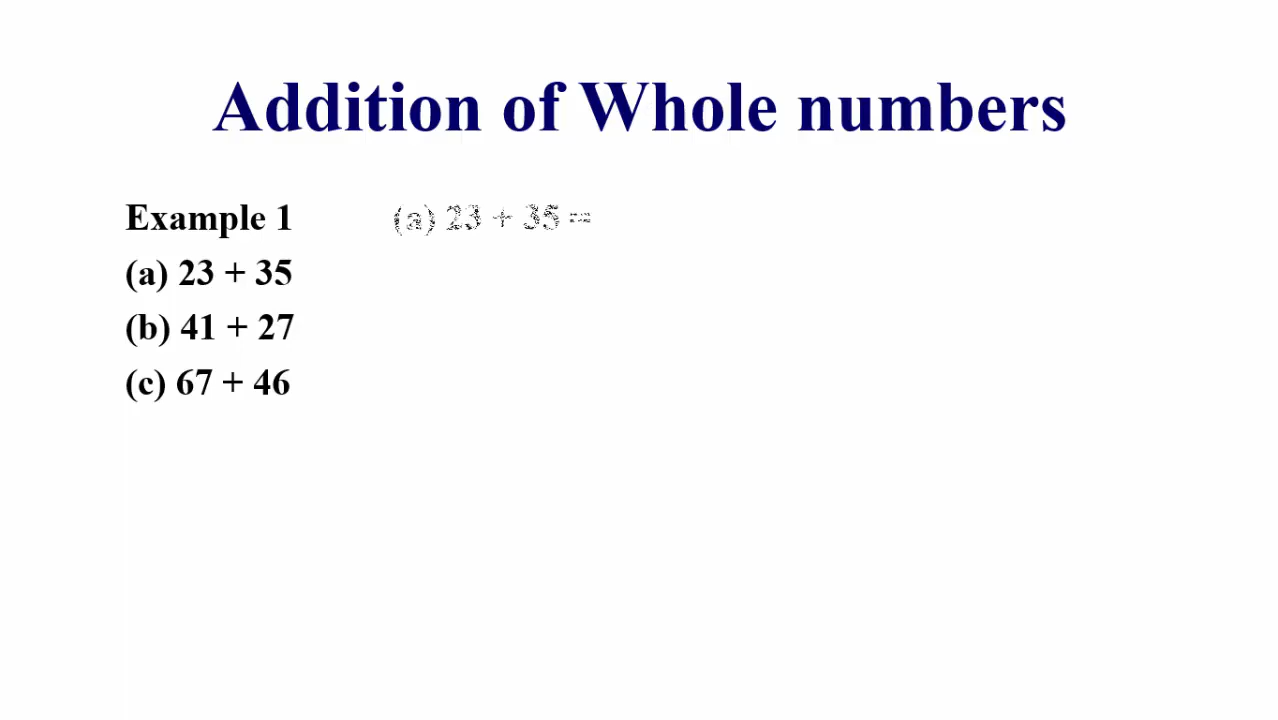 Addition of Whole numbers
Example 1 (a) 23 + 35 =
(a) 23 + 35
(b) 41 + 27
(c) 67 + 46